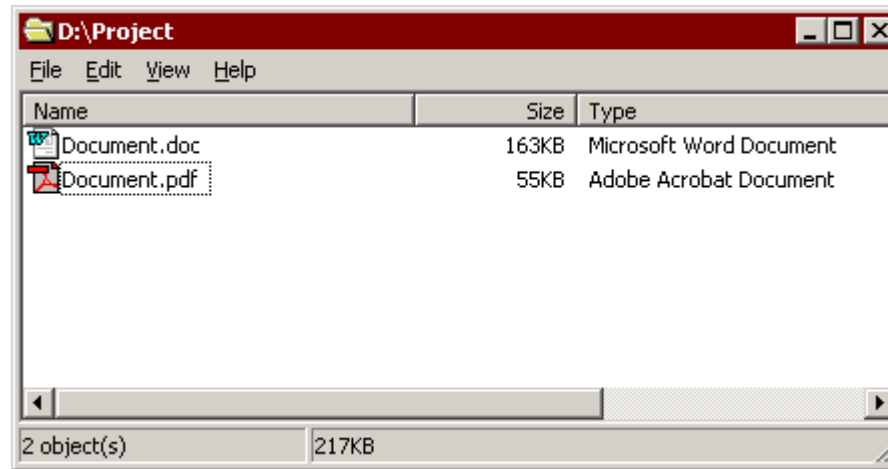 D:\Project
File Edit View Help
Name Size Type
Document.doc 163KB Microsoft Word Document
Document.pdf 55KB Adobe Acrobat Document
2 object(s) 217KB